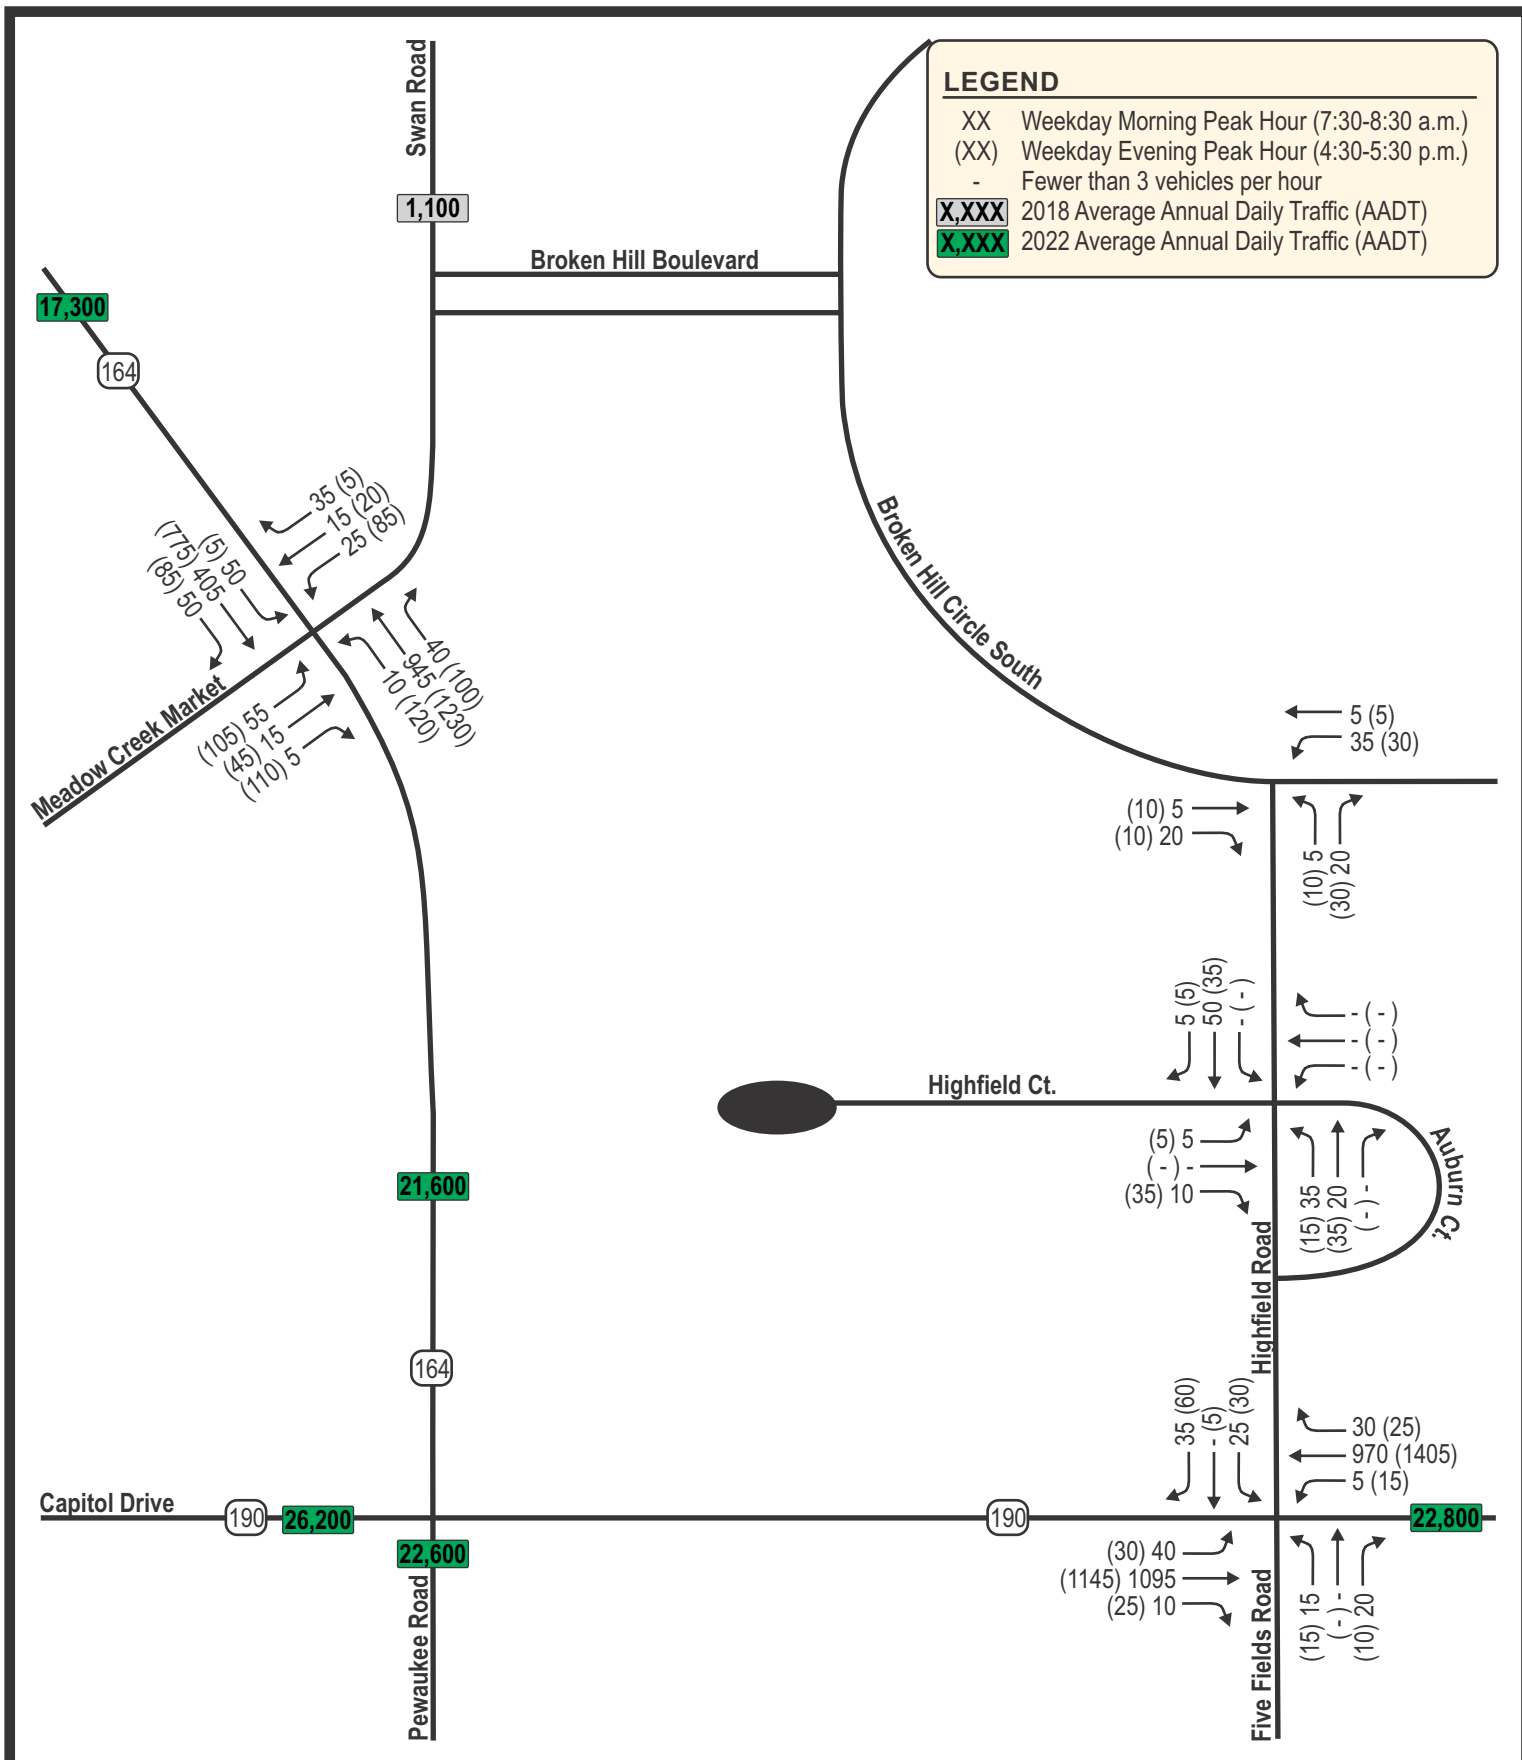 Swan Road
LEGEND
XX Weekday Morning Peak Hour (7:30-8:30 a.m.)
(XX) Weekday Evening Peak Hour (4:30-5:30 p.m.)
- Fewer than 3 vehicles per hour
X,XXX 2018 Average Annual Daily Traffic (AADT)
X,XXX 2022 Average Annual Daily Traffic (AADT)
1,100
Broken Hill Boulevard
17,300
164
35 (5)
15 (20)
25 (85)
(5) 50
(775) 405
(85) 50
40 (100)
945 (1230)
10 (120)
(105) 55
(45) 15
(110) 5
Meadow Creek Market
Broken Hill Circle South
5 (5)
35 (30)
(10) 5
(10) 20
(10) 5
(30) 20
5 (5)
50 (35)
- ( - )
- ( - )
- ( - )
- ( - )
Highfield Ct.
(5) 5
( - ) -
(35) 10
(15) 35
(35) 20
( - ) -
Auburn Ct.
21,600
Highfield Road
164
35 (60)
- (5)
25 (30)
30 (25)
970 (1405)
5 (15)
Capitol Drive
190
26,200
190
22,800
22,600
(30) 40
(1145) 1095
(25) 10
(15) 15
( - ) -
(10) 20
Pewaukee Road
Five Fields Road